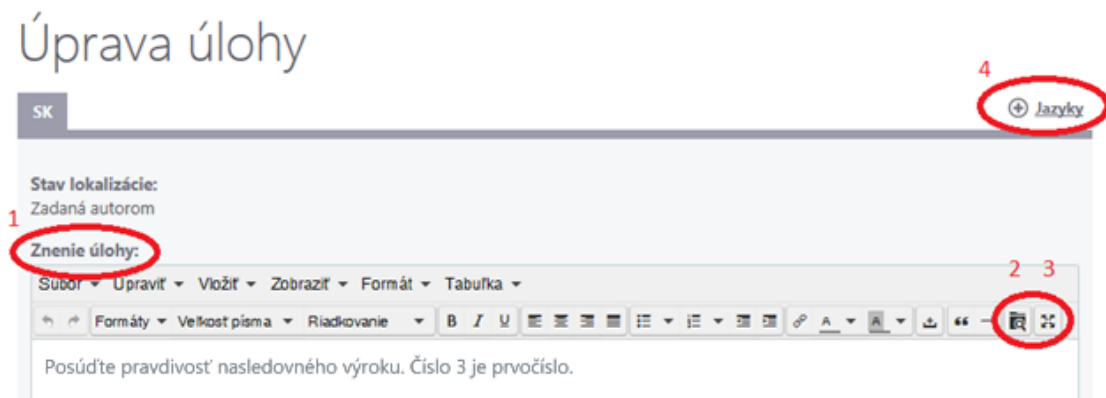 Úprava úlohy
4
SK
Jazyky
Stav lokalizácie:
Zadaná autorom
1
Znenie úlohy:
2 3
Súbor Upraviť Vložiť Zobraziť Formát Tabuľka
Formáty Veľkosť písma Riadkovanie B I U A A
Posúďte pravdivosť nasledovného výroku. Číslo 3 je prvočíslo.